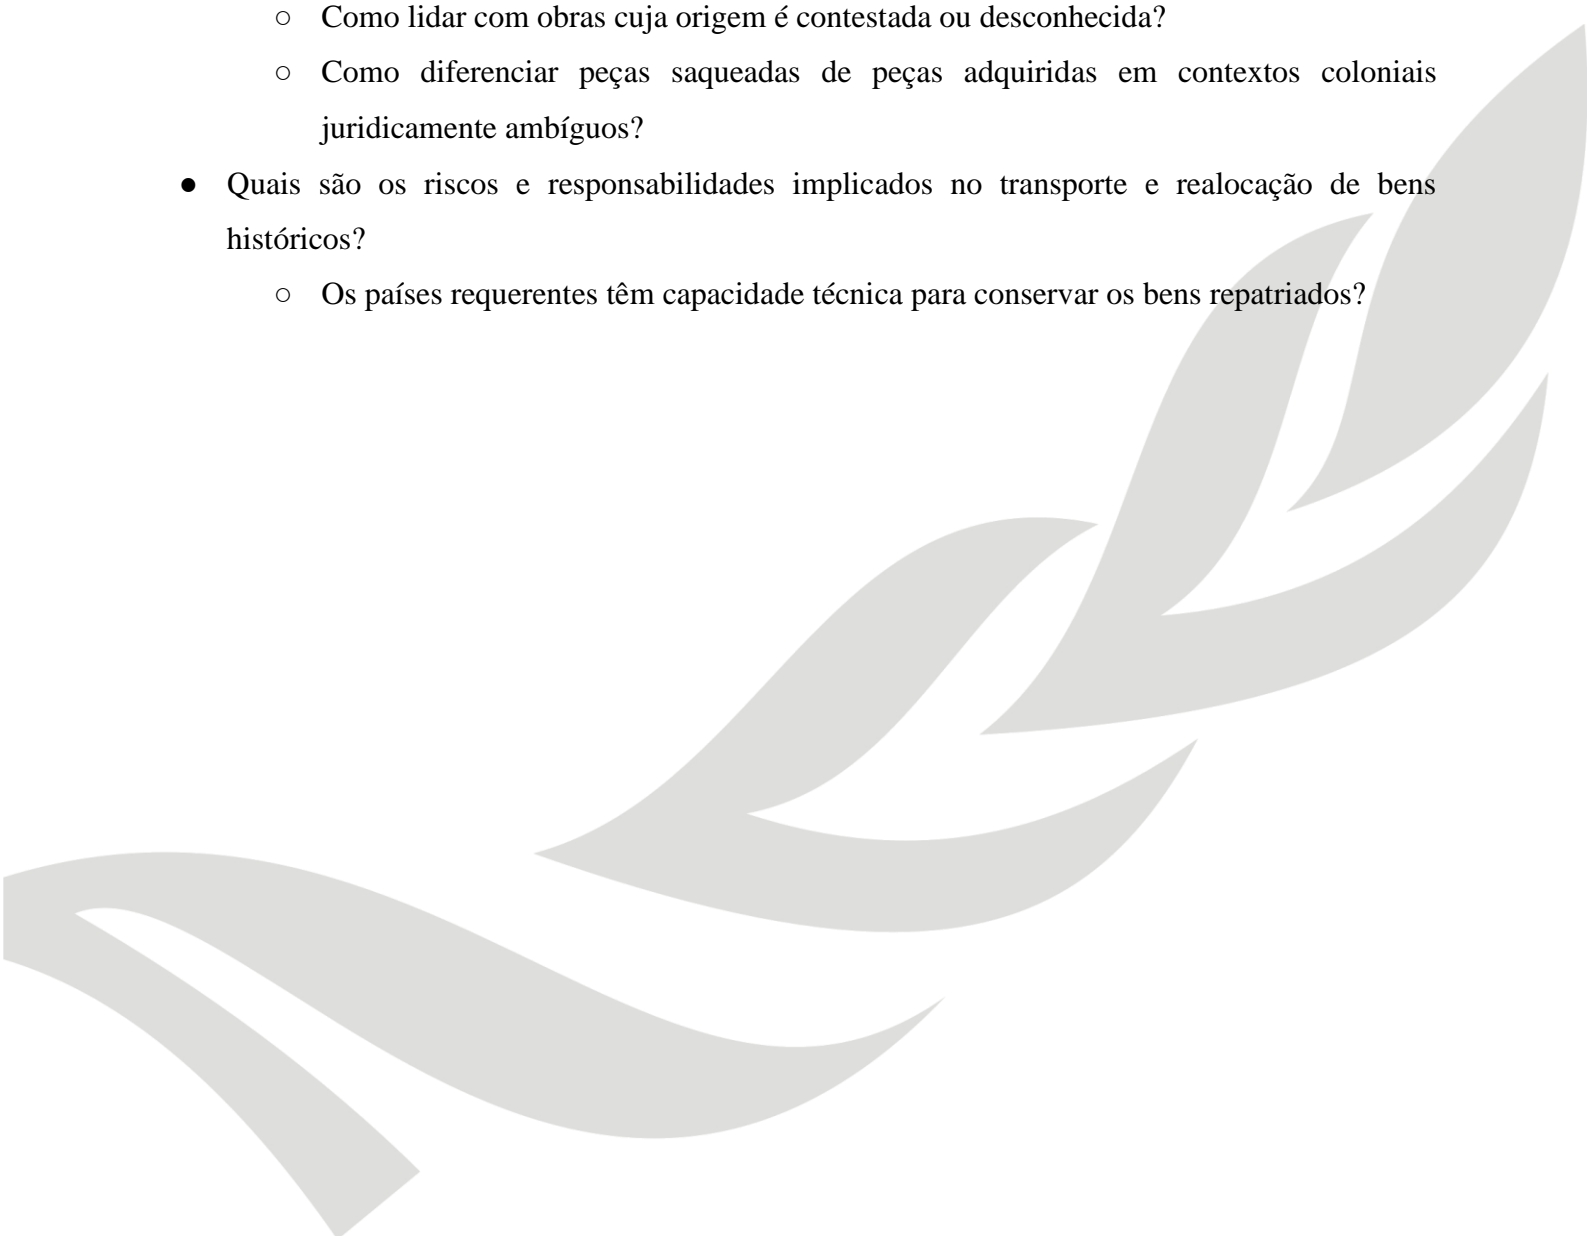 ○ Como lidar com obras cuja origem é contestada ou desconhecida?
○ Como diferenciar peças saqueadas de peças adquiridas em contextos coloniais
juridicamente ambíguos?
● Quais são os riscos e responsabilidades implicados no transporte e realocação de bens
históricos?
○ Os países requerentes têm capacidade técnica para conservar os bens repatriados?